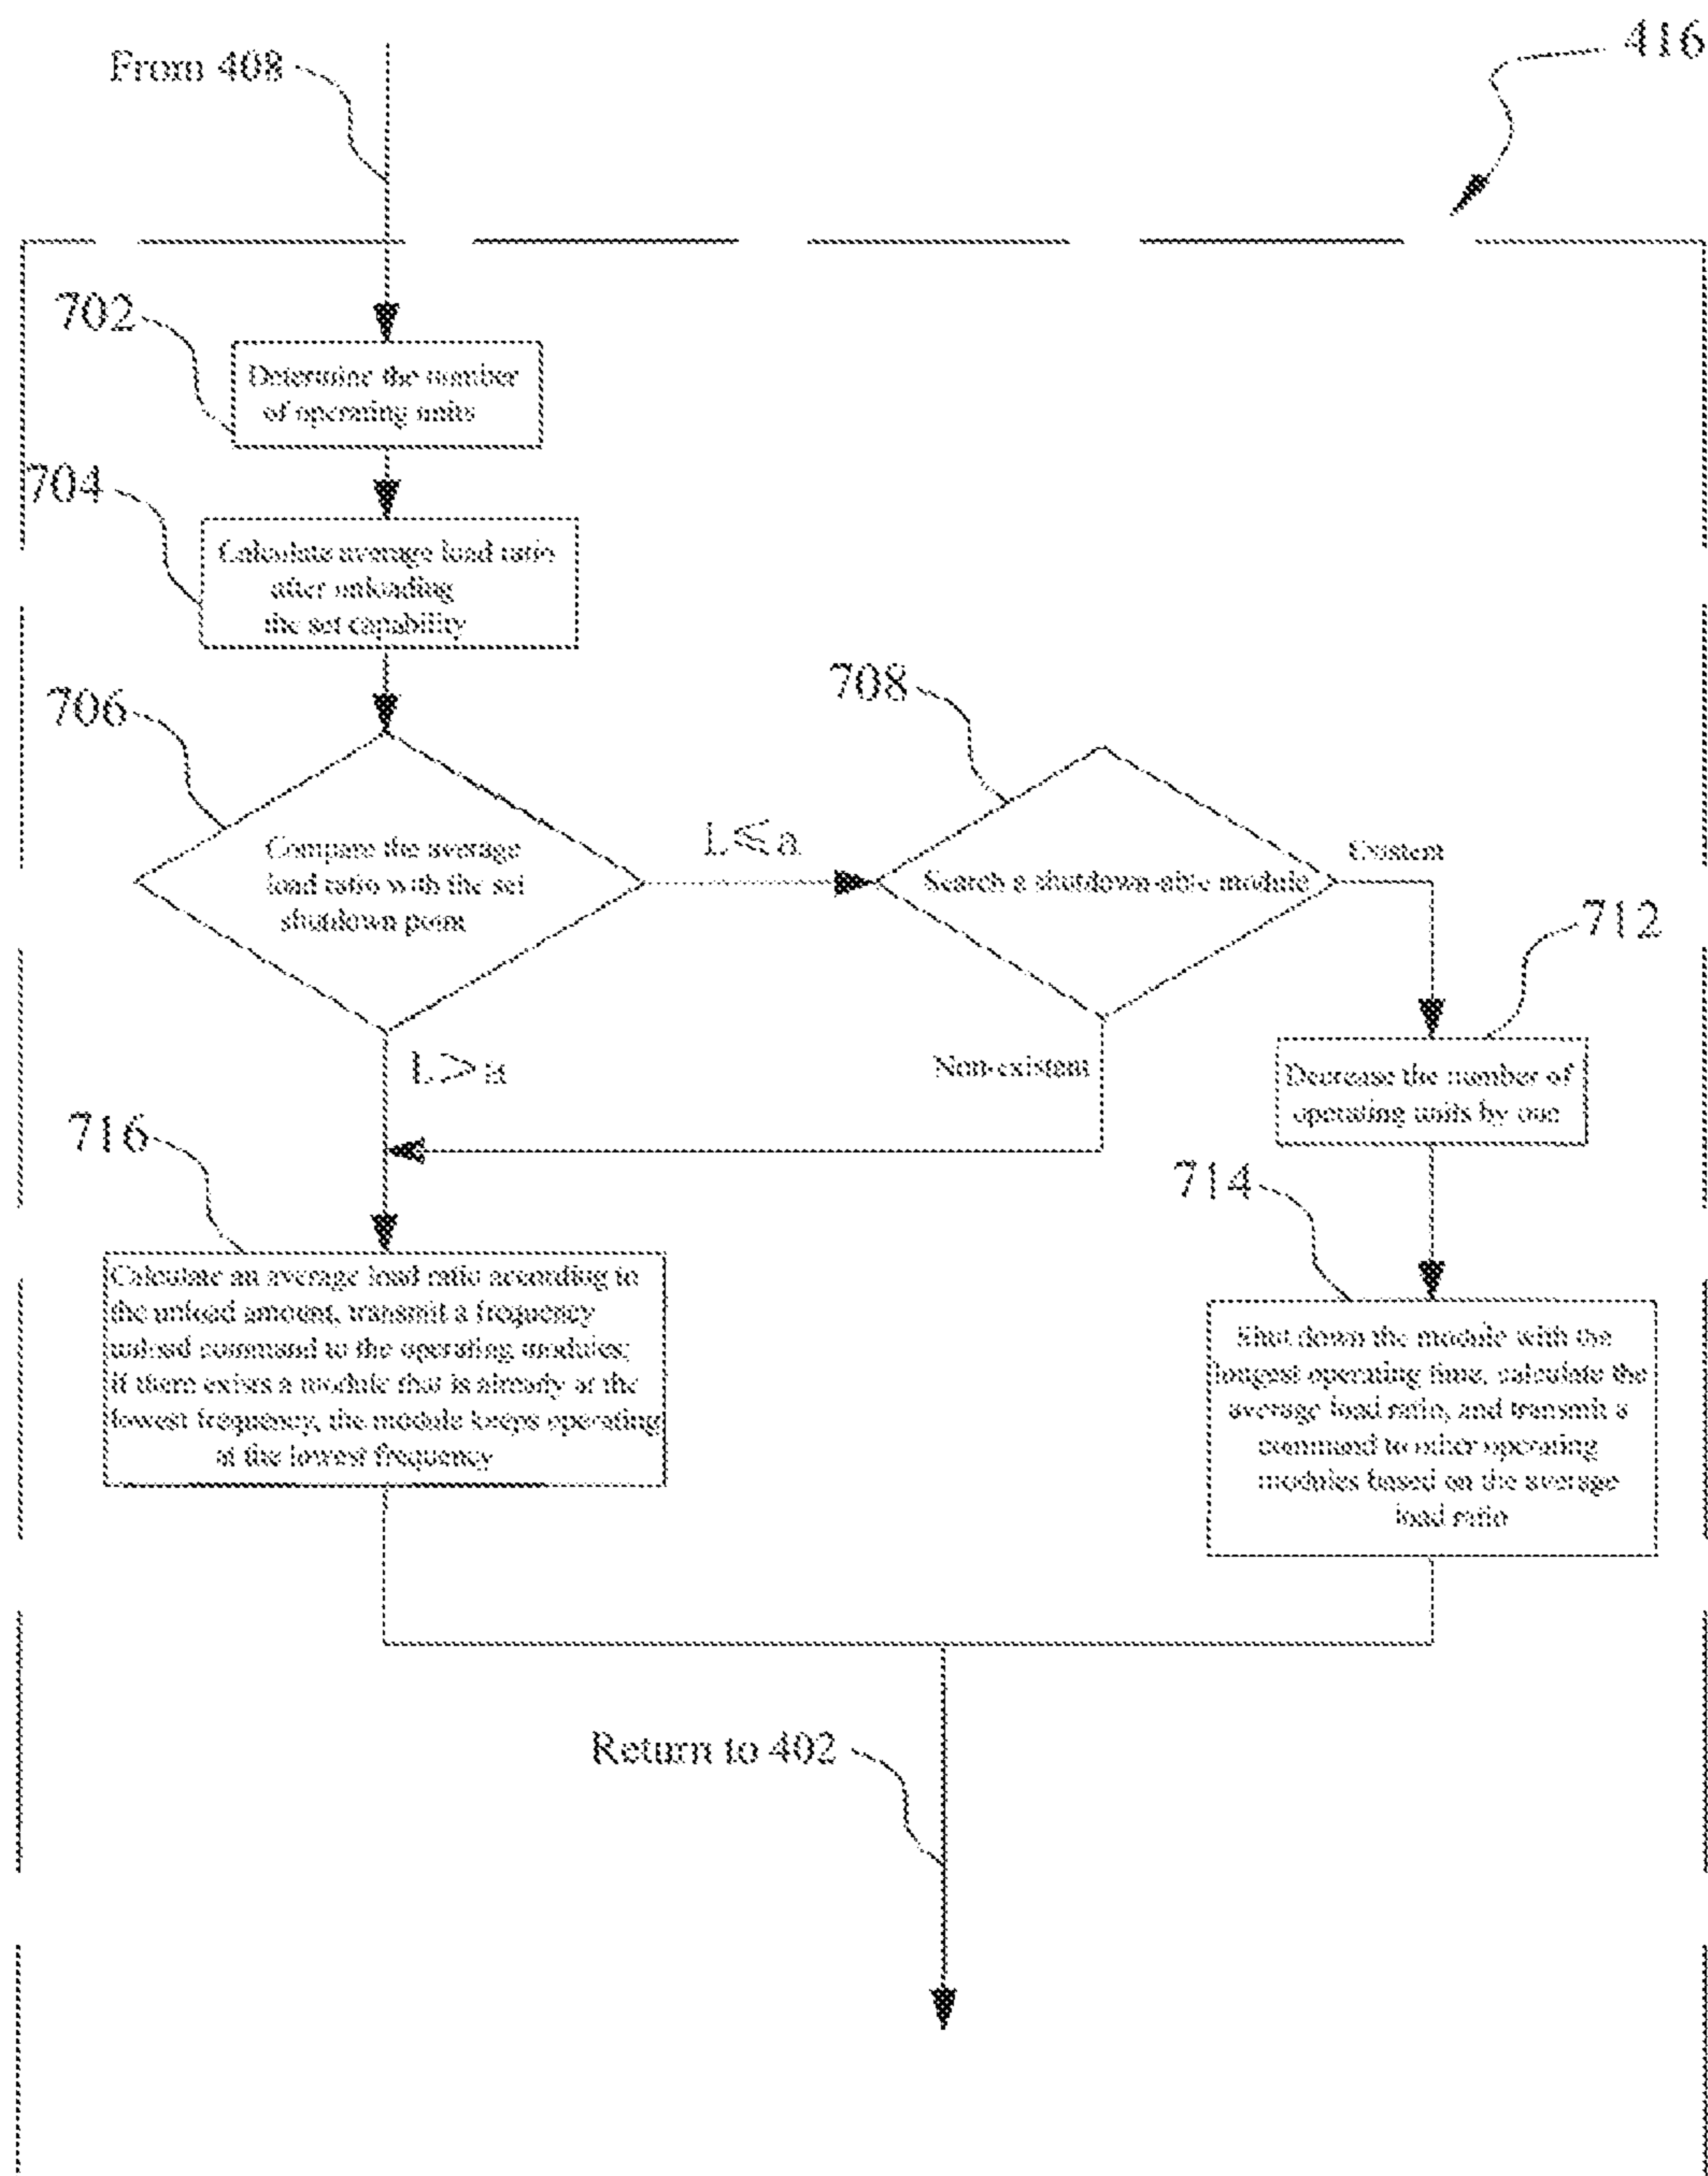 416
From 408
702
Determine the number
of operating units
704
Calculate average load ratio
after unloading
the set capability
706
Compare the average
load ratio with the set
shutdown point
L≤a
708
Search a shutdown-able module
Existent
712
Decrease the number of
operating units by one
L>a
Non-existent
716
Calculate an average load ratio according to
the unload amount, transmit a frequency
unload command to the operating modules;
if there exists a module that is already at the
lowest frequency, the module keeps operating
at the lowest frequency
714
Shut down the module with the
longest operating time, calculate the
average load ratio, and transmit a
command to other operating
modules based on the average
load ratio
Return to 402